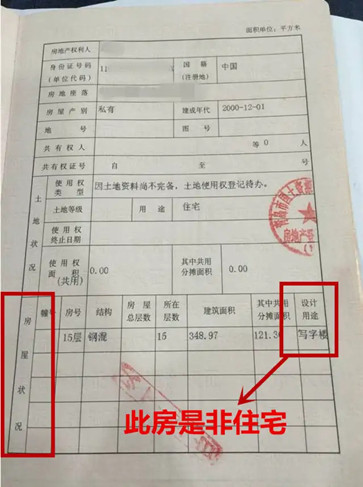 面积单位：平方米
房地产权利人
身份证号码 (单位代码) 1 国籍 (注册地) 中国
房地座落
房屋产别 私有 建成年代 2000-12-01
地号 图号
共有权人 等0人
共有权证号 自 至 号
土地状况
使用权类型 因土地资料尚不完备，土地使用权登记待办。
土地等级 用途 住宅
使用权终止日期
使用权面积 (共用) 0.00 其中共用分摊面积 0.00
房屋状况
幢号 房号 结构 房屋总层数 所在层数 建筑面积 其中共用分摊面积 设计用途
15层 钢混 15 348.97 121.3 写字楼
此房是非住宅